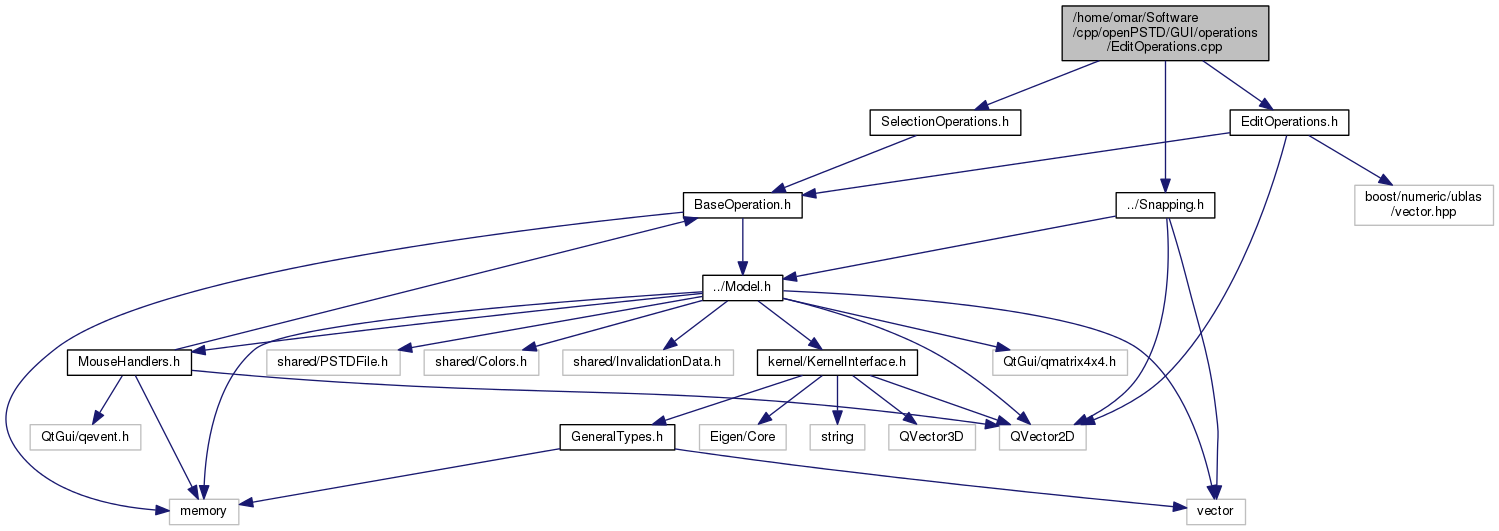 /home/omar/Software
/cpp/openPSTD/GUI/operations
/EditOperations.cpp
SelectionOperations.h
EditOperations.h
BaseOperation.h
../Snapping.h
boost/numeric/ublas
/vector.hpp
../Model.h
MouseHandlers.h
shared/PSTDFile.h
shared/Colors.h
shared/InvalidationData.h
kernel/KernelInterface.h
QtGui/qmatrix4x4.h
QtGui/qevent.h
GeneralTypes.h
Eigen/Core
string
QVector3D
QVector2D
memory
vector